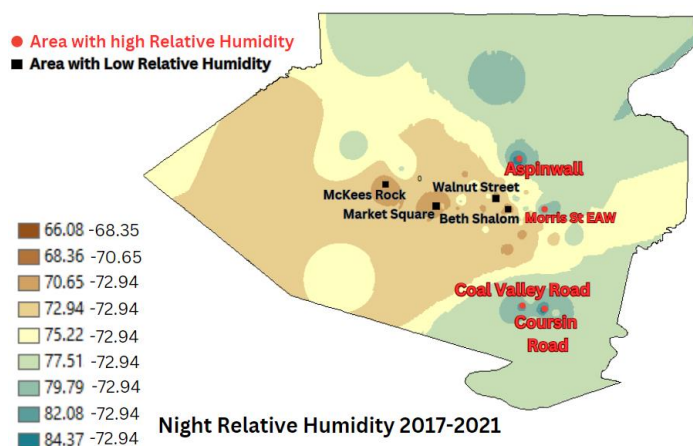 Area with high Relative Humidity
Area with Low Relative Humidity
Aspinwall
McKees Rock
Walnut Street
Market Square
Beth Shalom
Morris St EAW
0
66.08 -68.35
68.36 -70.65
70.65 -72.94
72.94 -72.94
75.22 -72.94
77.51 -72.94
79.79 -72.94
82.08 -72.94
84.37 -72.94
Coal Valley Road
Coursin
Road
Night Relative Humidity 2017-2021